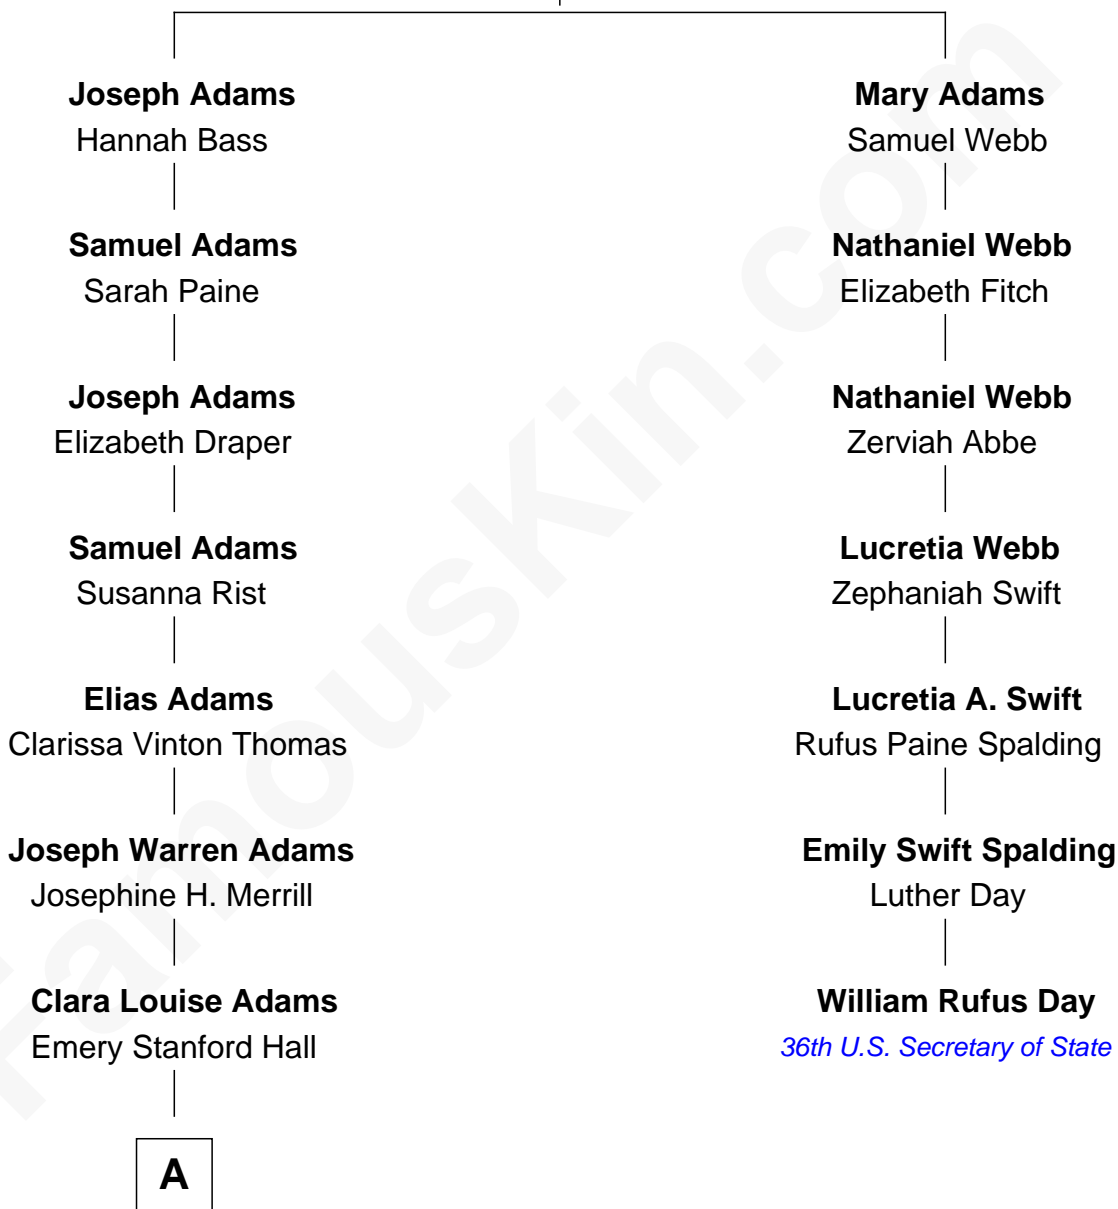 Joseph Adams
Hannah Bass
Mary Adams
Samuel Webb
Samuel Adams
Sarah Paine
Nathaniel Webb
Elizabeth Fitch
Joseph Adams
Elizabeth Draper
Nathaniel Webb
Zerviah Abbe
Samuel Adams
Susanna Rist
Lucretia Webb
Zephaniah Swift
Elias Adams
Clarissa Vinton Thomas
Lucretia A. Swift
Rufus Paine Spalding
Joseph Warren Adams
Josephine H. Merrill
Emily Swift Spalding
Luther Day
Clara Louise Adams
Emery Stanford Hall
William Rufus Day
36th U.S. Secretary of State
A
FamousKin.com